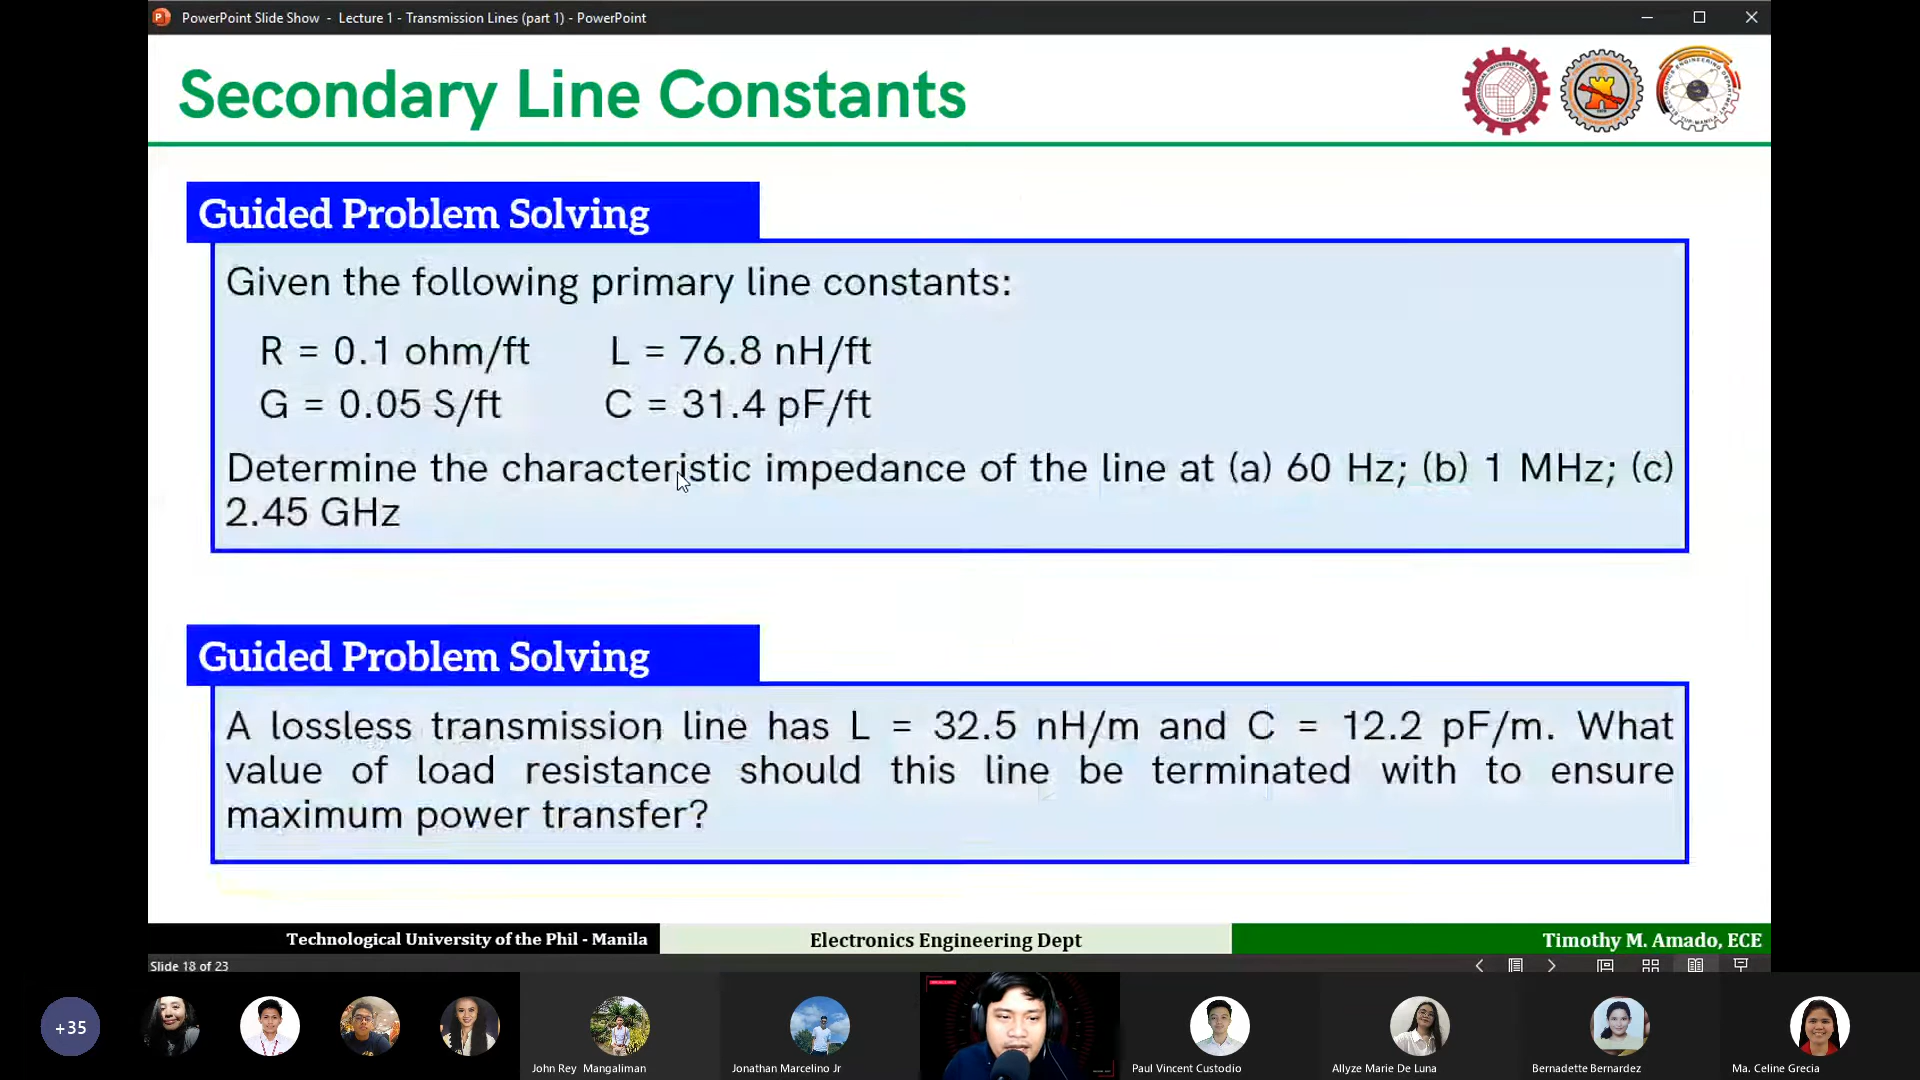 PowerPoint Slide Show - Lecture 1 - Transmission Lines (part 1) - PowerPoint
Secondary Line Constants
Guided Problem Solving
Given the following primary line constants:
R = 0.1 ohm/ft L = 76.8 nH/ft
G = 0.05 S/ft C = 31.4 pF/ft
Determine the characteristic impedance of the line at (a) 60 Hz; (b) 1 MHz; (c)
2.45 GHz
Guided Problem Solving
A lossless transmission line has L = 32.5 nH/m and C = 12.2 pF/m. What
value of load resistance should this line be terminated with to ensure
maximum power transfer?
Technological University of the Phil - Manila Electronics Engineering Dept Timothy M. Amado, ECE
Slide 18 of 23
+35
John Rey Mangaliman Jonathan Marcelino Jr Paul Vincent Custodio Allyze Marie De Luna Bernadette Bernardez Ma. Celine Grecia